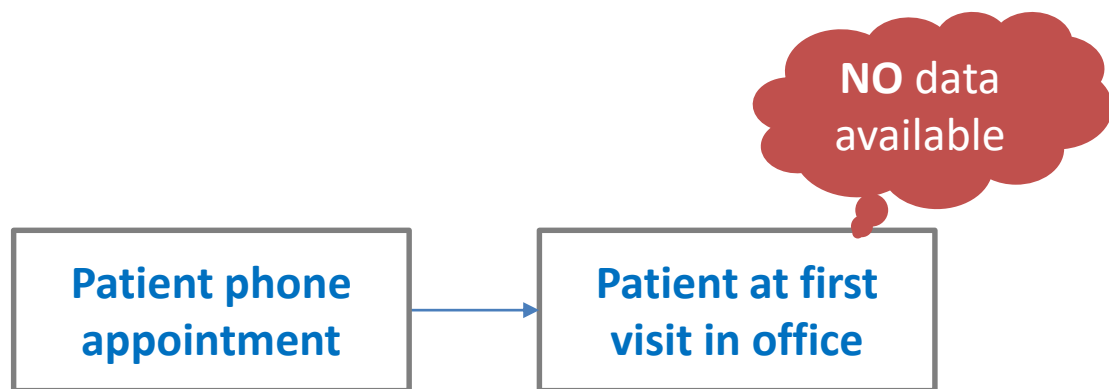 NO data
available
Patient phone
appointment
Patient at first
visit in office